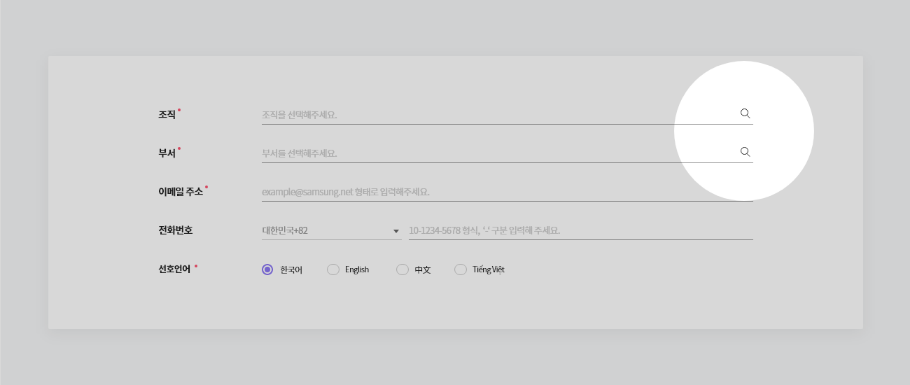 조직 * 조직을 선택해주세요.
부서 * 부서를 선택해주세요.
이메일 주소 * example@samsung.net 형태로 입력해주세요.
전화번호 대한민국+82 10-1234-5678 형식, '-' 구분 입력해 주세요.
선호언어 * 한국어 English 中文 Tiếng Việt